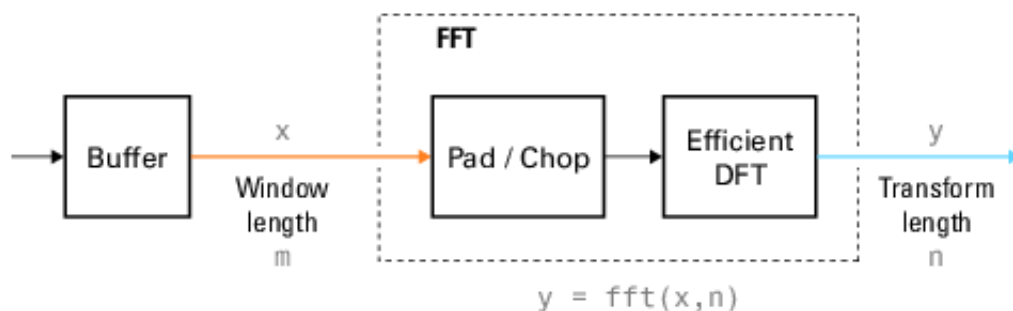 FFT
Buffer
x
Window
length
m
Pad / Chop
Efficient
DFT
y
Transform
length
n
y = fft(x,n)